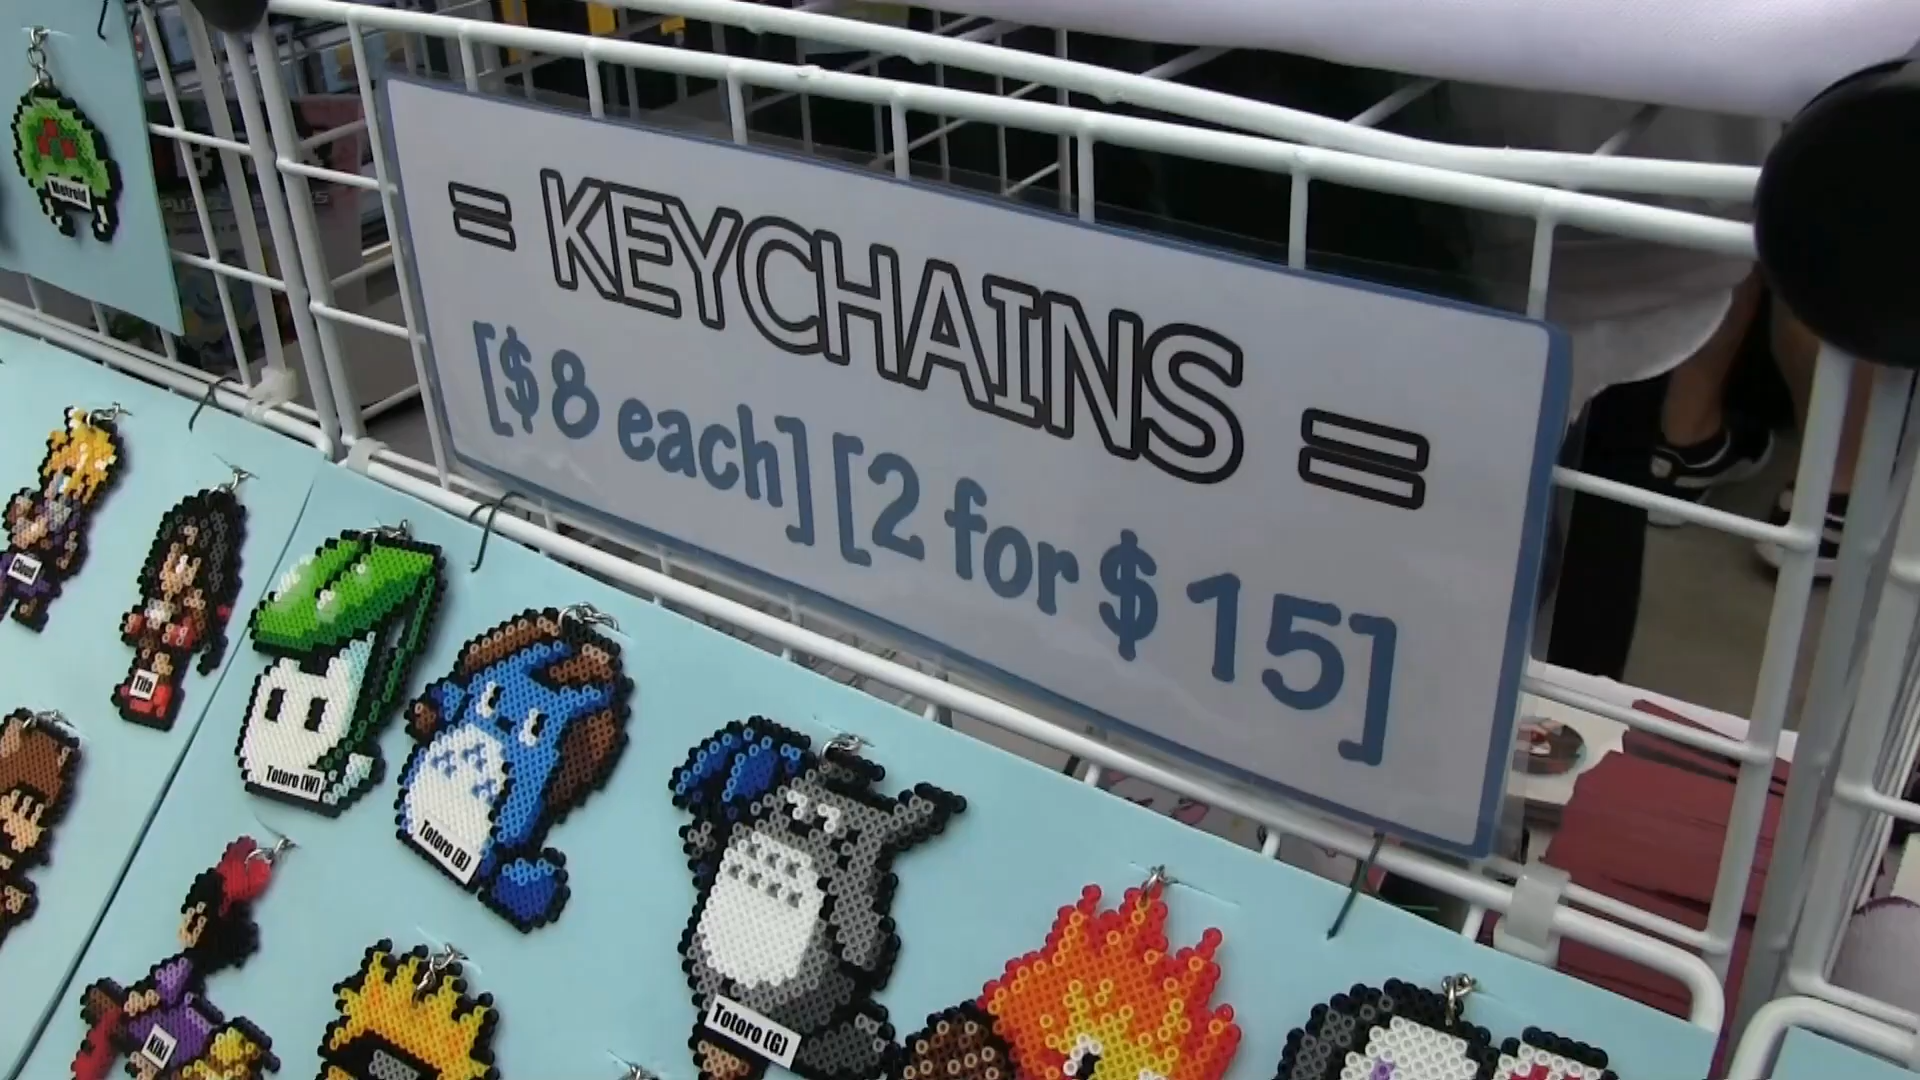 Metroid
= KEYCHAINS =
[$8 each] [2 for $15]
Cloud
Tifa
Totoro (W)
Totoro (B)
Totoro (G)
Kiki